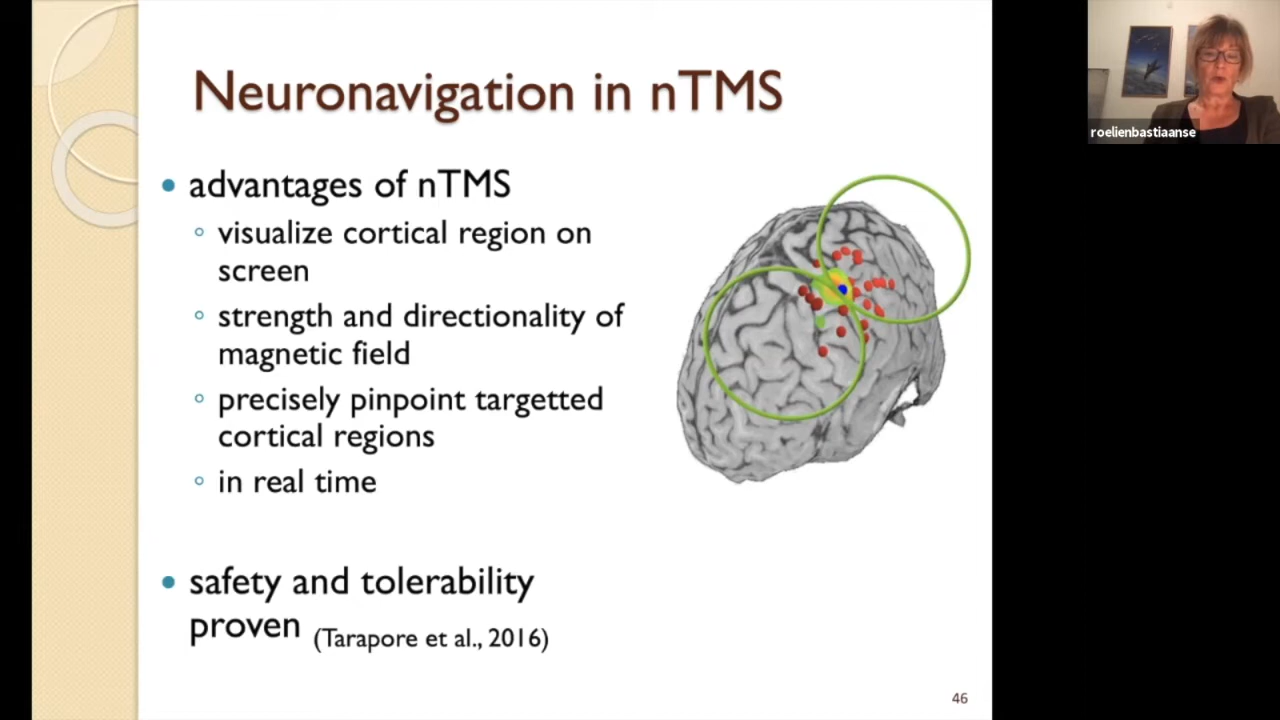 Neuronavigation in nTMS
advantages of nTMS
visualize cortical region on
screen
strength and directionality of
magnetic field
precisely pinpoint targetted
cortical regions
in real time
safety and tolerability
proven (Tarapore et al., 2016)
46
roelienbastiaanse